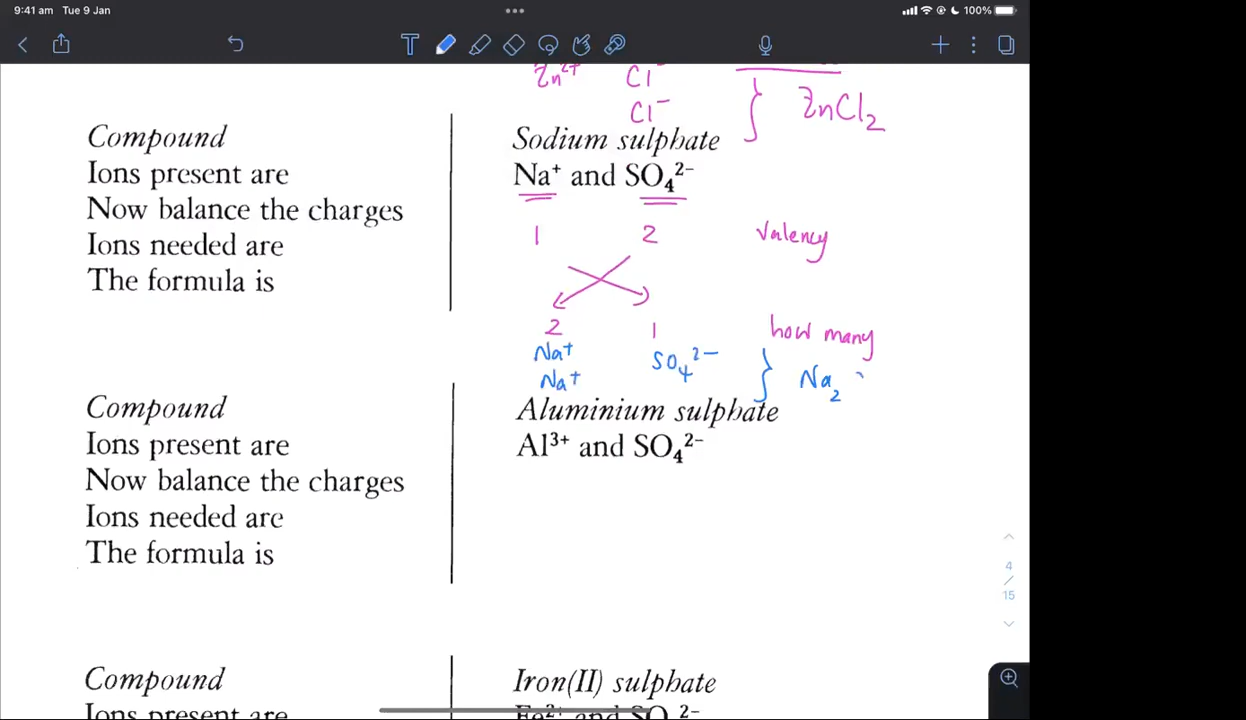 9:41 am Tue 9 Jan
100%
T
Zn²⁺ Cl⁻
Cl⁻ } ZnCl₂
Compound Sodium sulphate
Ions present are Na⁺ and SO₄²⁻
Now balance the charges
Ions needed are 1 2 valency
The formula is
2 1 how many
Na⁺ SO₄²⁻
Na⁺ } Na₂
Compound Aluminium sulphate
Ions present are Al³⁺ and SO₄²⁻
Now balance the charges
Ions needed are
The formula is
4
/
15
Compound Iron(II) sulphate
Ions present are Fe²⁺ and SO₄²⁻